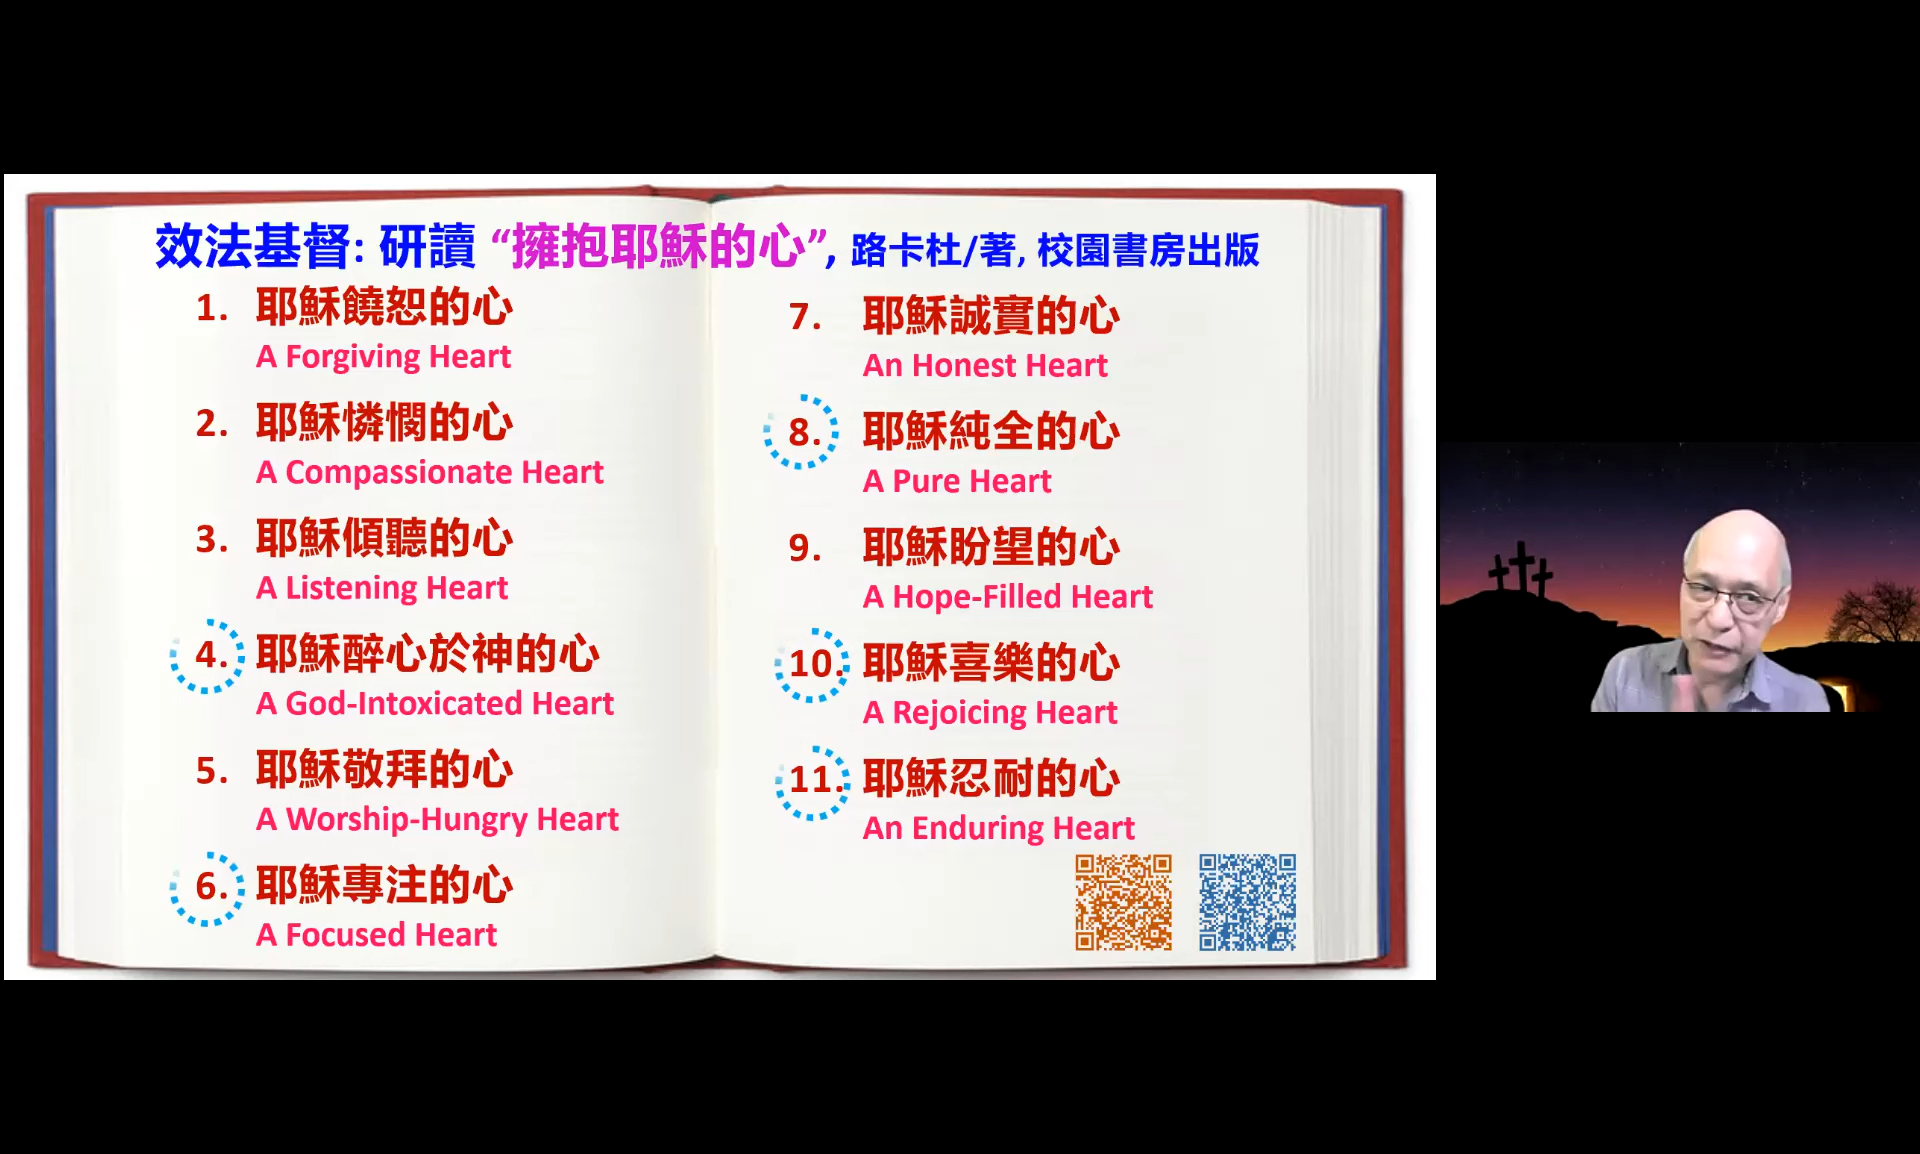 效法基督: 研讀 “擁抱耶穌的心”, 路卡杜/著, 校園書房出版
1. 耶穌饒恕的心
A Forgiving Heart
2. 耶穌憐憫的心
A Compassionate Heart
3. 耶穌傾聽的心
A Listening Heart
4. 耶穌醉心於神的心
A God-Intoxicated Heart
5. 耶穌敬拜的心
A Worship-Hungry Heart
6. 耶穌專注的心
A Focused Heart
7. 耶穌誠實的心
An Honest Heart
8. 耶穌純全的心
A Pure Heart
9. 耶穌盼望的心
A Hope-Filled Heart
10. 耶穌喜樂的心
A Rejoicing Heart
11. 耶穌忍耐的心
An Enduring Heart